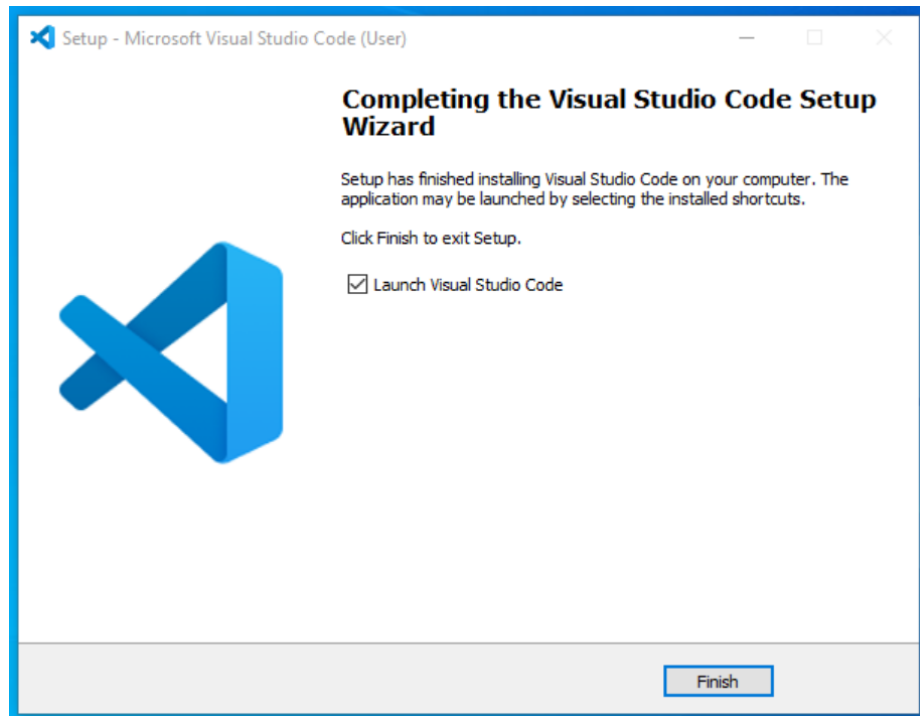 Setup - Microsoft Visual Studio Code (User)
Completing the Visual Studio Code Setup
Wizard
Setup has finished installing Visual Studio Code on your computer. The
application may be launched by selecting the installed shortcuts.
Click Finish to exit Setup.
Launch Visual Studio Code
Finish